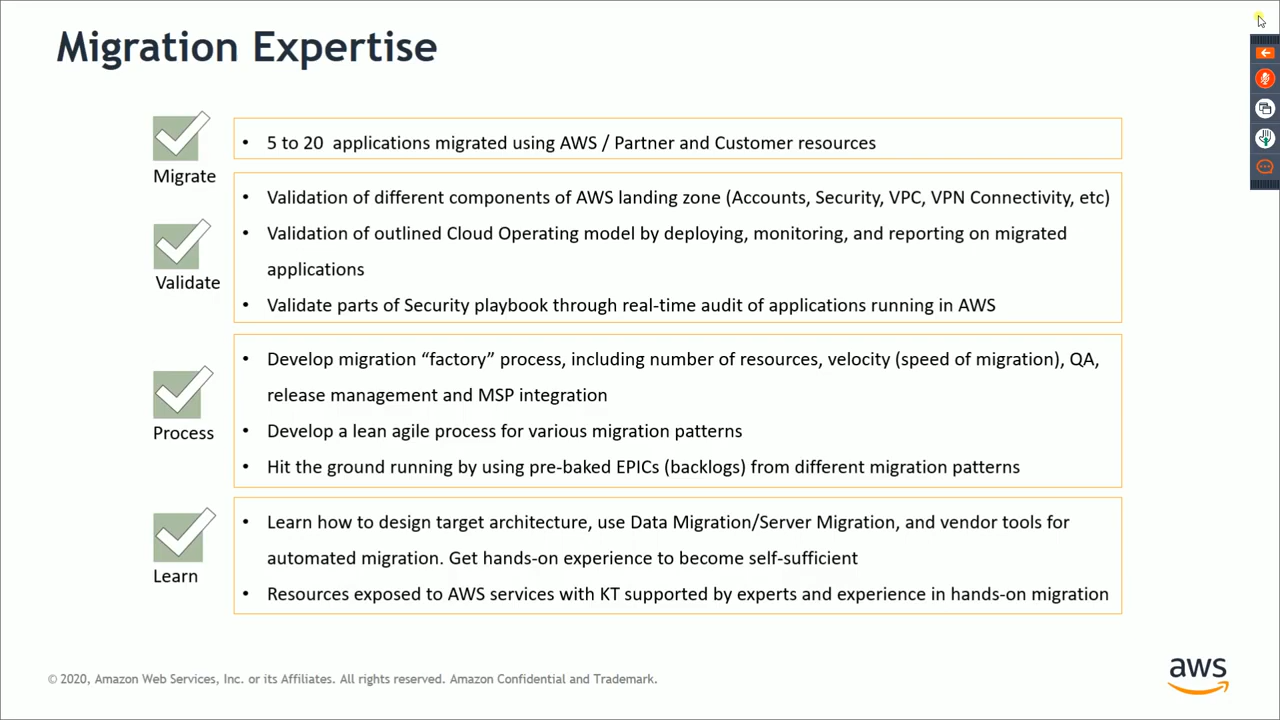 Migration Expertise
Migrate
• 5 to 20 applications migrated using AWS / Partner and Customer resources
Validate
• Validation of different components of AWS landing zone (Accounts, Security, VPC, VPN Connectivity, etc)
• Validation of outlined Cloud Operating model by deploying, monitoring, and reporting on migrated
applications
• Validate parts of Security playbook through real-time audit of applications running in AWS
Process
• Develop migration “factory” process, including number of resources, velocity (speed of migration), QA,
release management and MSP integration
• Develop a lean agile process for various migration patterns
• Hit the ground running by using pre-baked EPICs (backlogs) from different migration patterns
Learn
• Learn how to design target architecture, use Data Migration/Server Migration, and vendor tools for
automated migration. Get hands-on experience to become self-sufficient
• Resources exposed to AWS services with KT supported by experts and experience in hands-on migration
© 2020, Amazon Web Services, Inc. or its Affiliates. All rights reserved. Amazon Confidential and Trademark.
aws